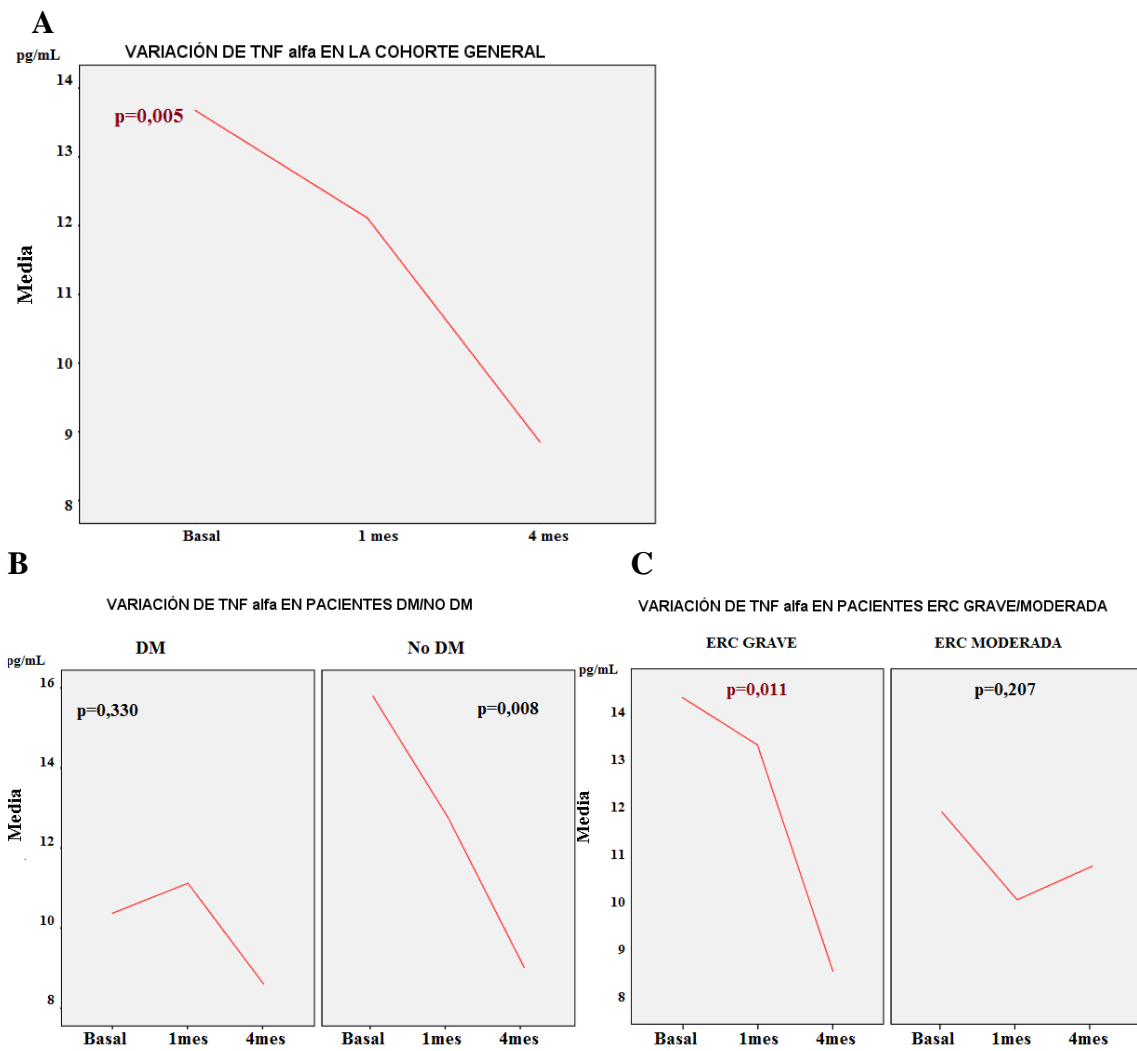 A
pg/mL
VARIACIÓN DE TNF alfa EN LA COHORTE GENERAL
14
p=0,005
13
12
Media
11
10
9
8
Basal 1 mes 4 mes
B
VARIACIÓN DE TNF alfa EN PACIENTES DM/NO DM
DM No DM
pg/mL
16
p=0,330 p=0,008
14
Media
12
10
8
Basal 1mes 4mes Basal 1mes 4mes
C
VARIACIÓN DE TNF alfa EN PACIENTES ERC GRAVE/MODERADA
ERC GRAVE ERC MODERADA
pg/mL
p=0,011 p=0,207
14
13
12
Media
11
10
9
8
Basal 1mes 4mes Basal 1mes 4mes